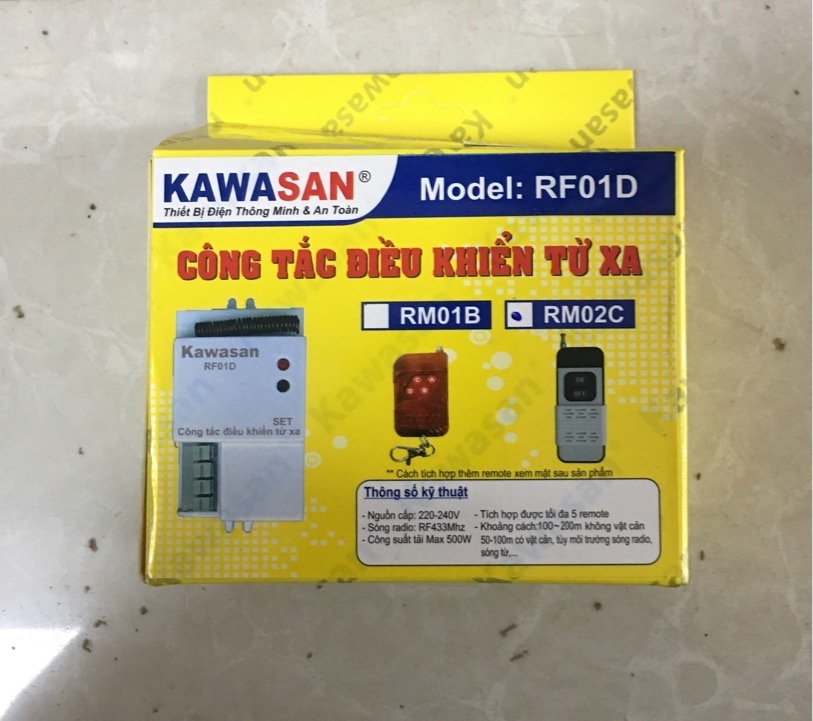 KAWASAN®
Thiết Bị Điện Thông Minh & An Toàn
Model: RF01D
CÔNG TẮC ĐIỀU KHIỂN TỪ XA
RM01B
RM02C
Kawasan
RF01D
SET
Công tắc điều khiển từ xa
ON
OFF
** Cách tích hợp thêm remote xem mặt sau sản phẩm
Thông số kỹ thuật
- Nguồn cấp: 220-240V
- Sóng radio: RF433Mhz
- Công suất tải Max 500W
- Tích hợp được tối đa 5 remote
- Khoảng cách:100~200m không vật cản
50-100m có vật cản, tùy môi trường sóng radio,
sóng từ,...